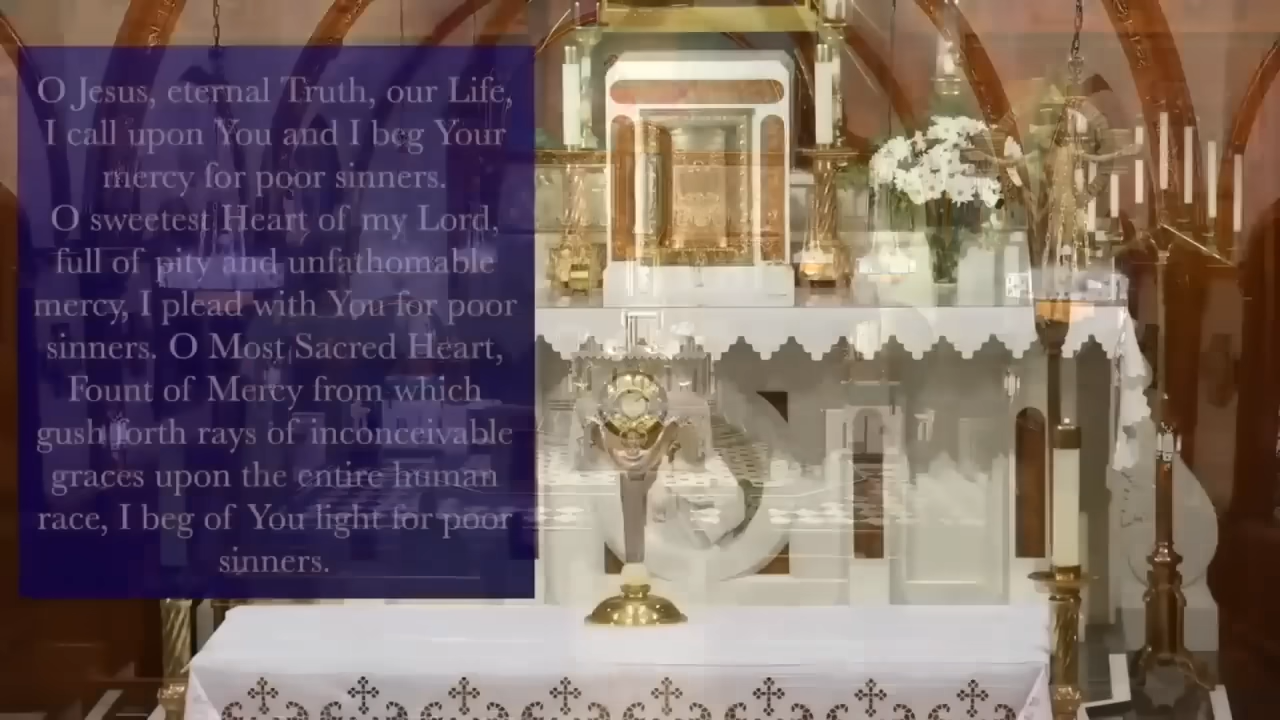 O Jesus, eternal Truth, our Life,
I call upon You and I beg Your
mercy for poor sinners.
O sweetest Heart of my Lord,
full of pity and unfathomable
mercy, I plead with You for poor
sinners. O Most Sacred Heart,
Fount of Mercy from which
gush forth rays of inconceivable
graces upon the entire human
race, I beg of You light for poor
sinners.